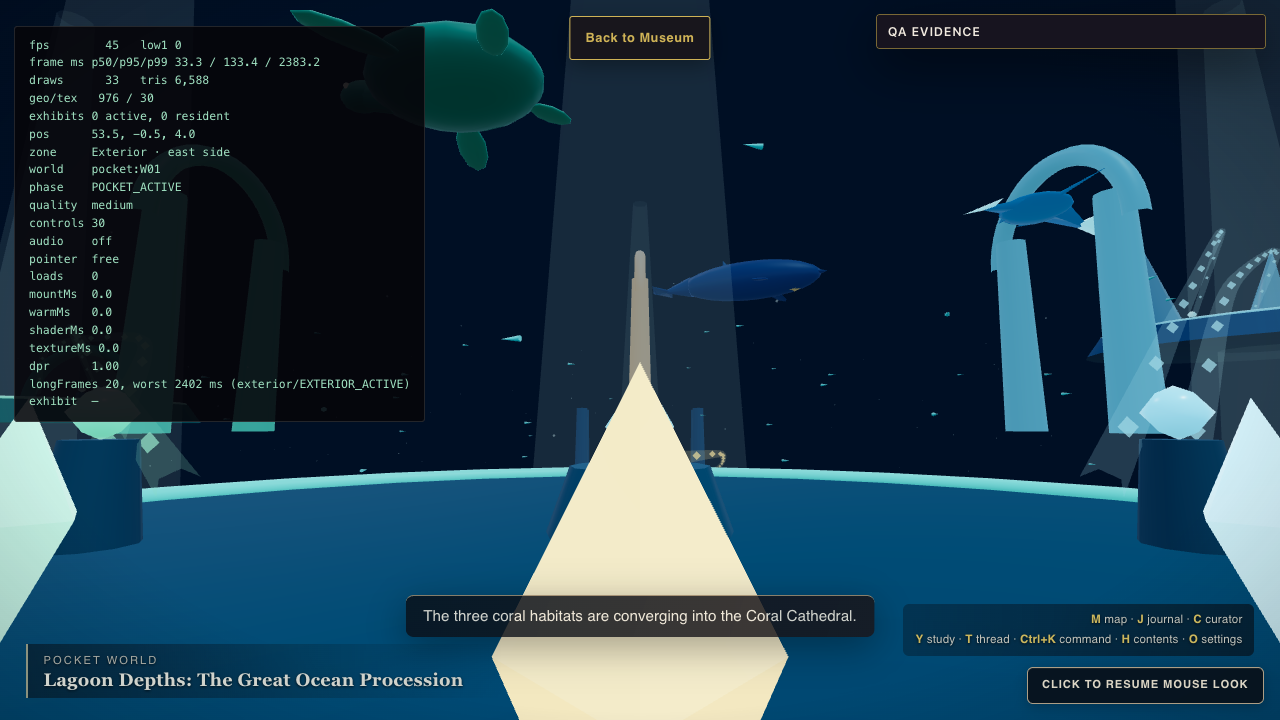 fps 45 low1 0
frame ms p50/p95/p99 33.3 / 133.4 / 2383.2
draws 33 tris 6,588
geo/tex 976 / 30
exhibits 0 active, 0 resident
pos 53.5, −0.5, 4.0
zone Exterior · east side
world pocket:W01
phase POCKET_ACTIVE
quality medium
controls 30
audio off
pointer free
loads 0
mountMs 0.0
warmMs 0.0
shaderMs 0.0
textureMs 0.0
dpr 1.00
longFrames 20, worst 2402 ms (exterior/EXTERIOR_ACTIVE)
exhibit —
Back to Museum
QA EVIDENCE
The three coral habitats are converging into the Coral Cathedral.
M map · J journal · C curator
Y study · T thread · Ctrl+K command · H contents · O settings
POCKET WORLD
Lagoon Depths: The Great Ocean Procession
CLICK TO RESUME MOUSE LOOK